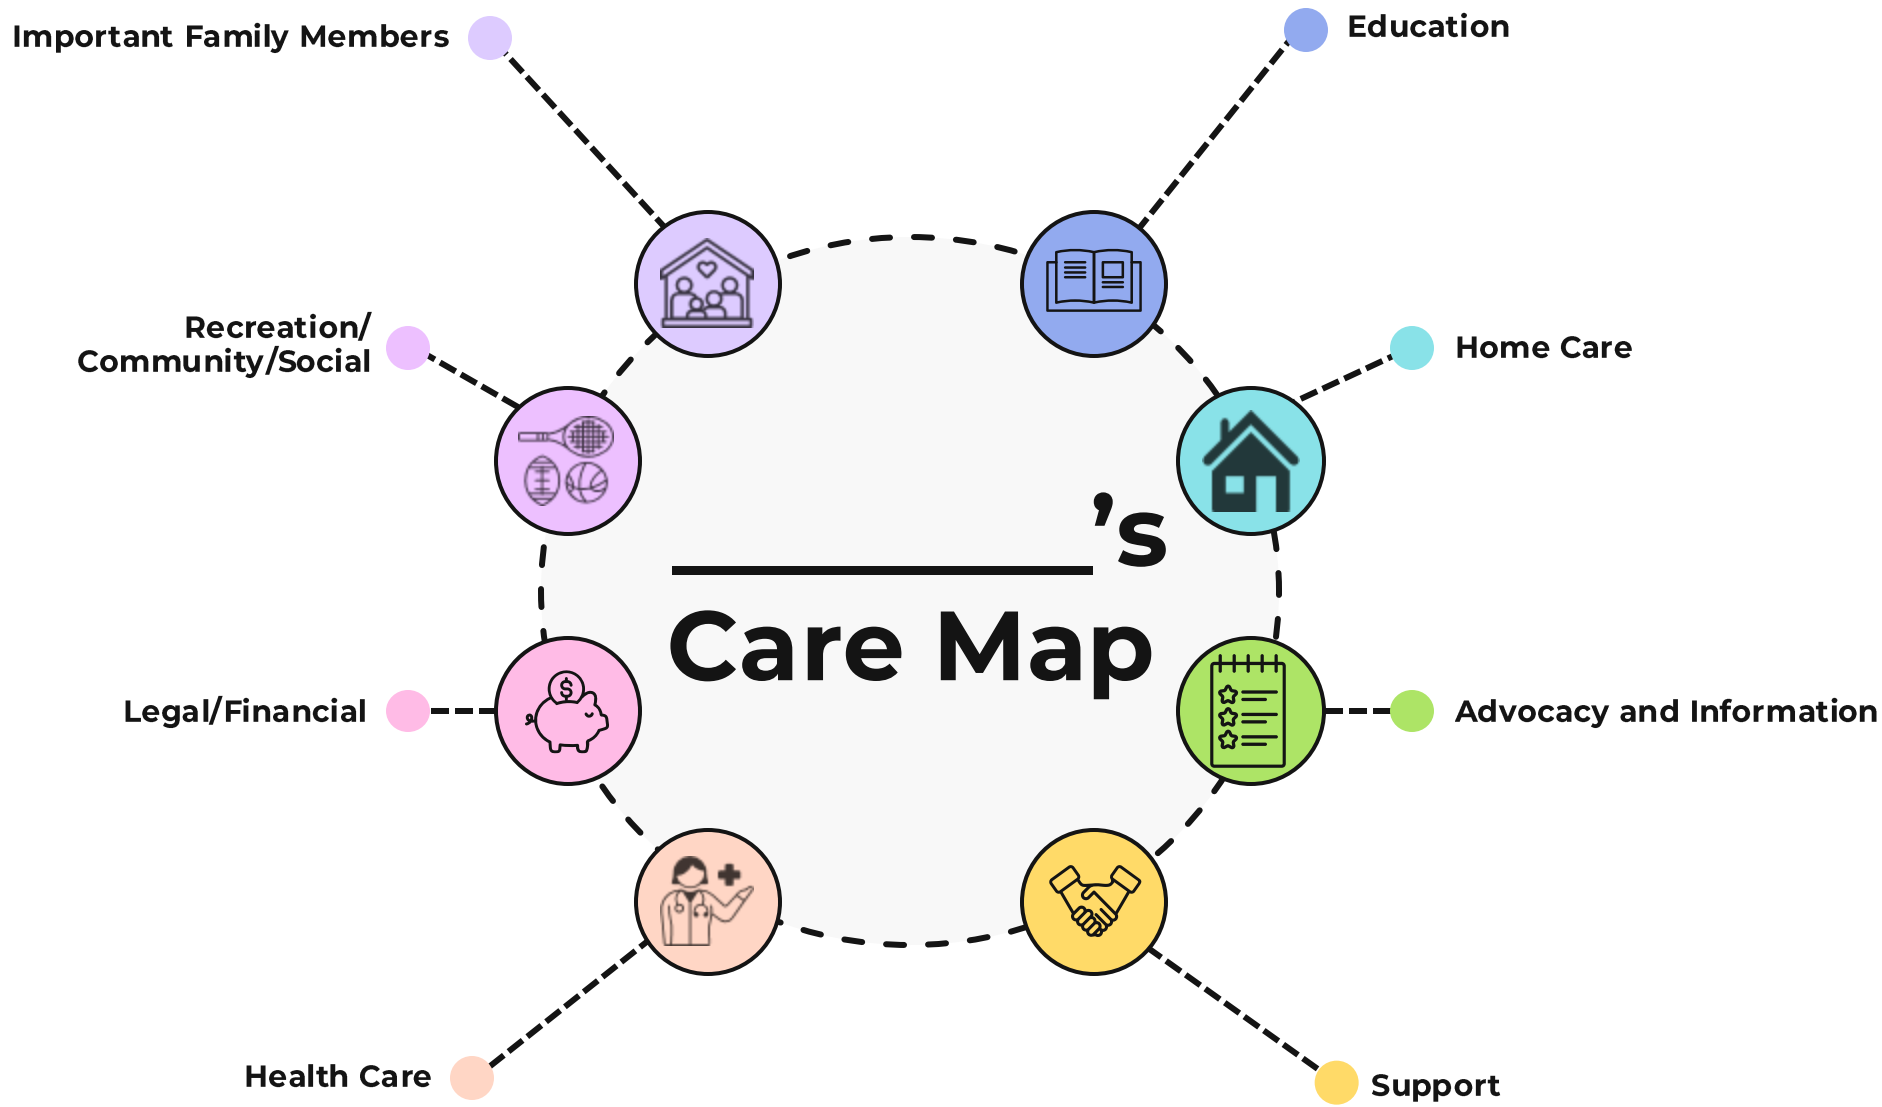 Important Family Members
Education
Recreation/
Community/Social
Home Care
________'s
Care Map
Legal/Financial
$
Advocacy and Information
Health Care
Support